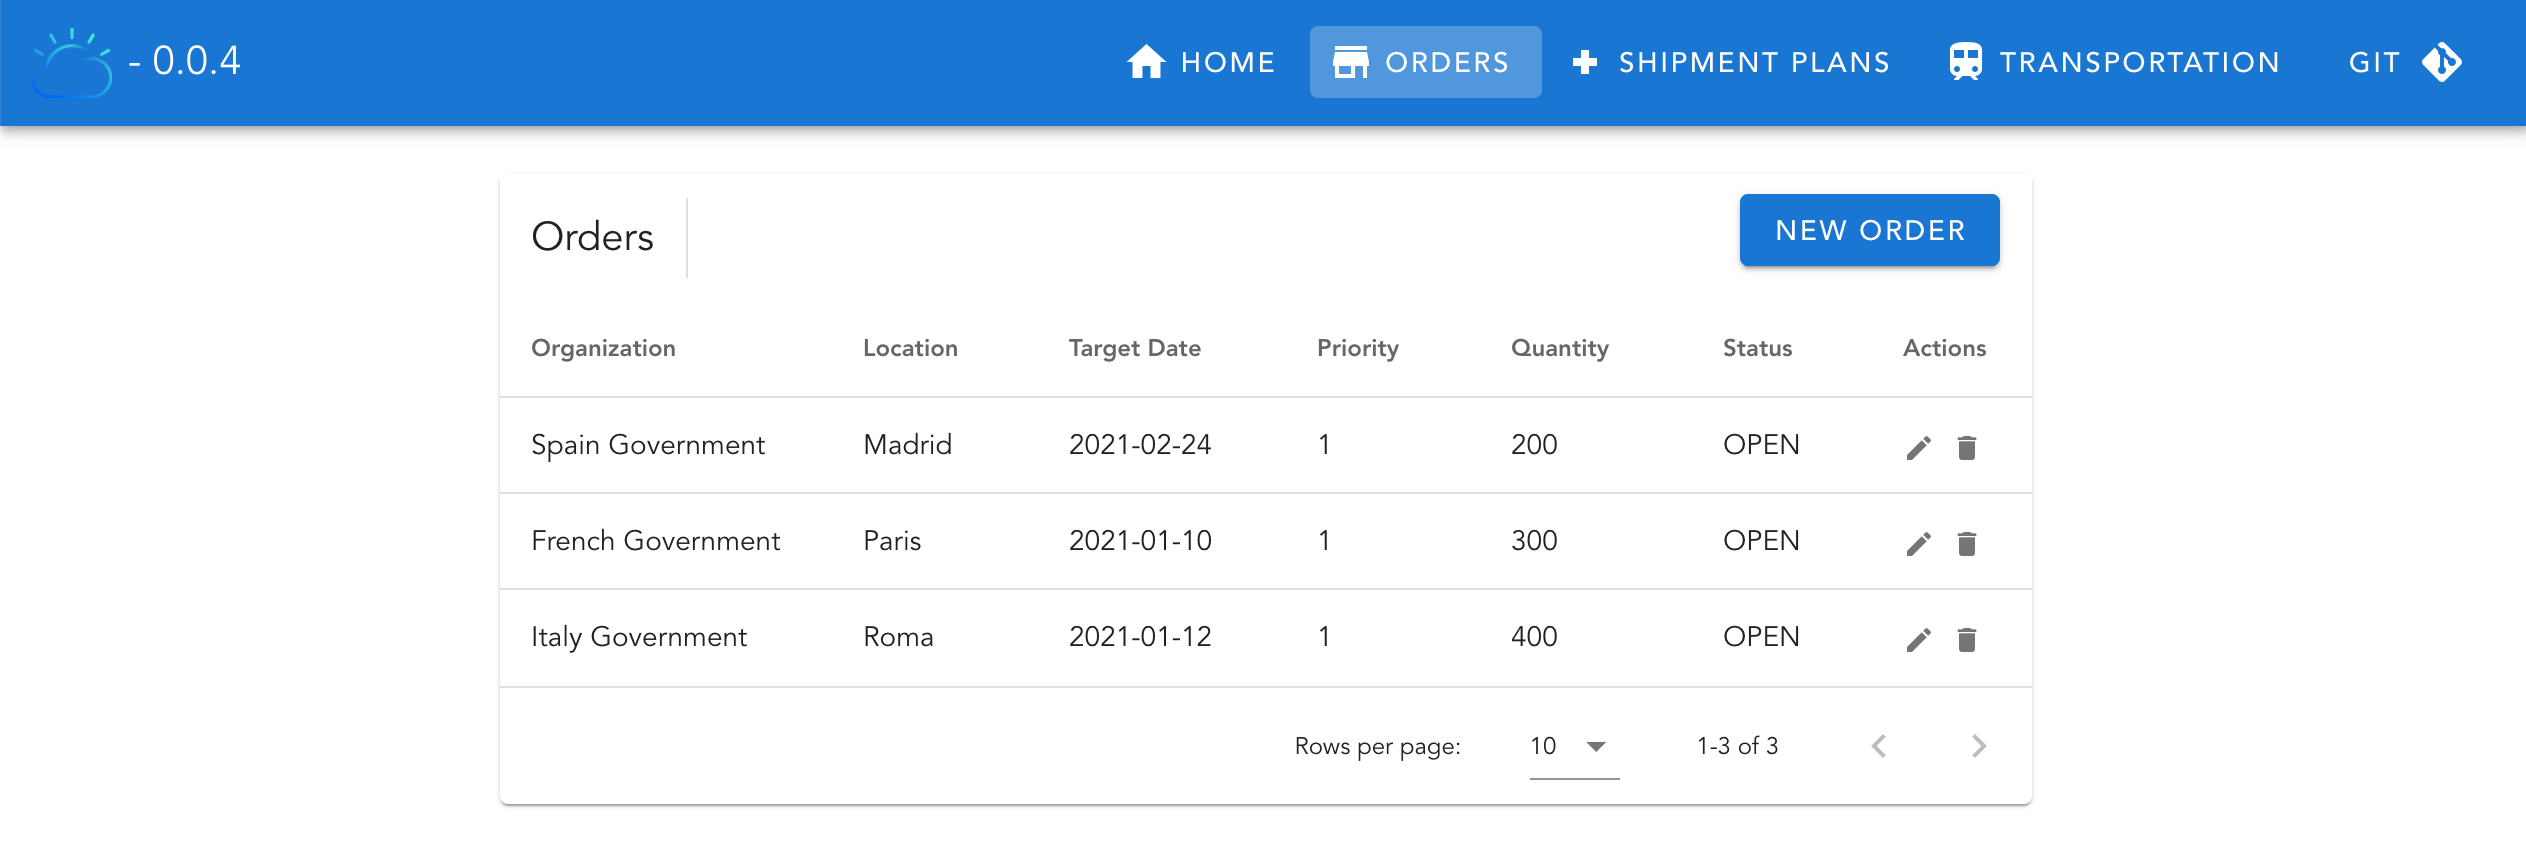 - 0.0.4 HOME ORDERS SHIPMENT PLANS TRANSPORTATION GIT
Orders NEW ORDER
Organization Location Target Date Priority Quantity Status Actions
Spain Government Madrid 2021-02-24 1 200 OPEN
French Government Paris 2021-01-10 1 300 OPEN
Italy Government Roma 2021-01-12 1 400 OPEN
Rows per page: 10 1-3 of 3